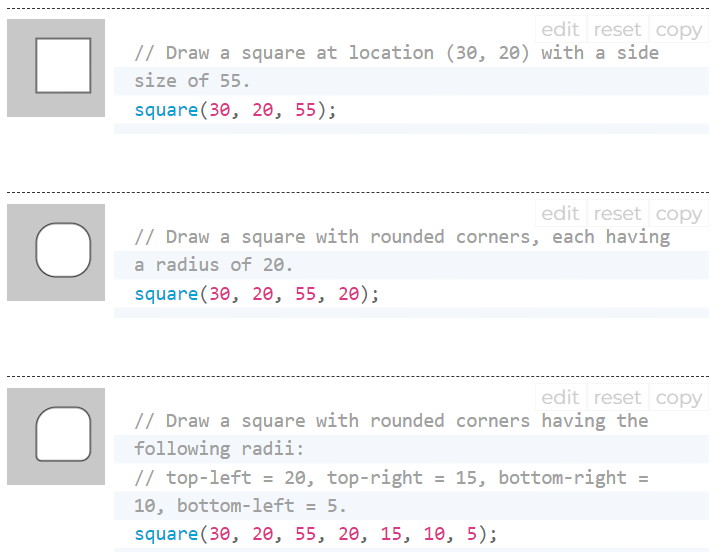 edit reset copy
// Draw a square at location (30, 20) with a side
size of 55.
square(30, 20, 55);
edit reset copy
// Draw a square with rounded corners, each having
a radius of 20.
square(30, 20, 55, 20);
edit reset copy
// Draw a square with rounded corners having the
following radii:
// top-left = 20, top-right = 15, bottom-right =
10, bottom-left = 5.
square(30, 20, 55, 20, 15, 10, 5);